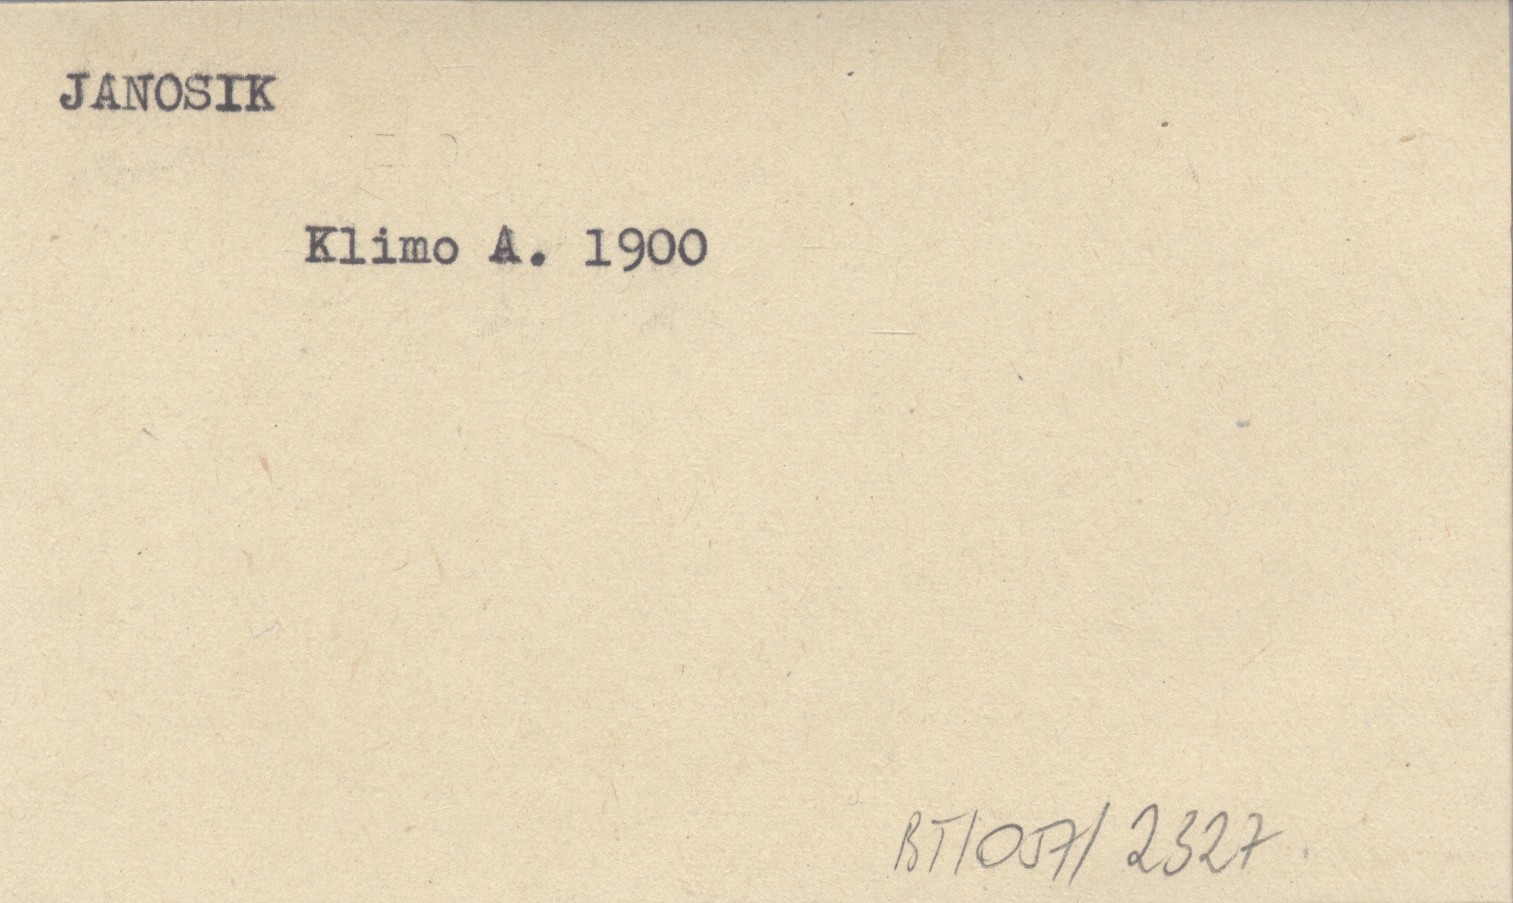 JANOSIK
Klimo A. 1900
BT/057/ 2327